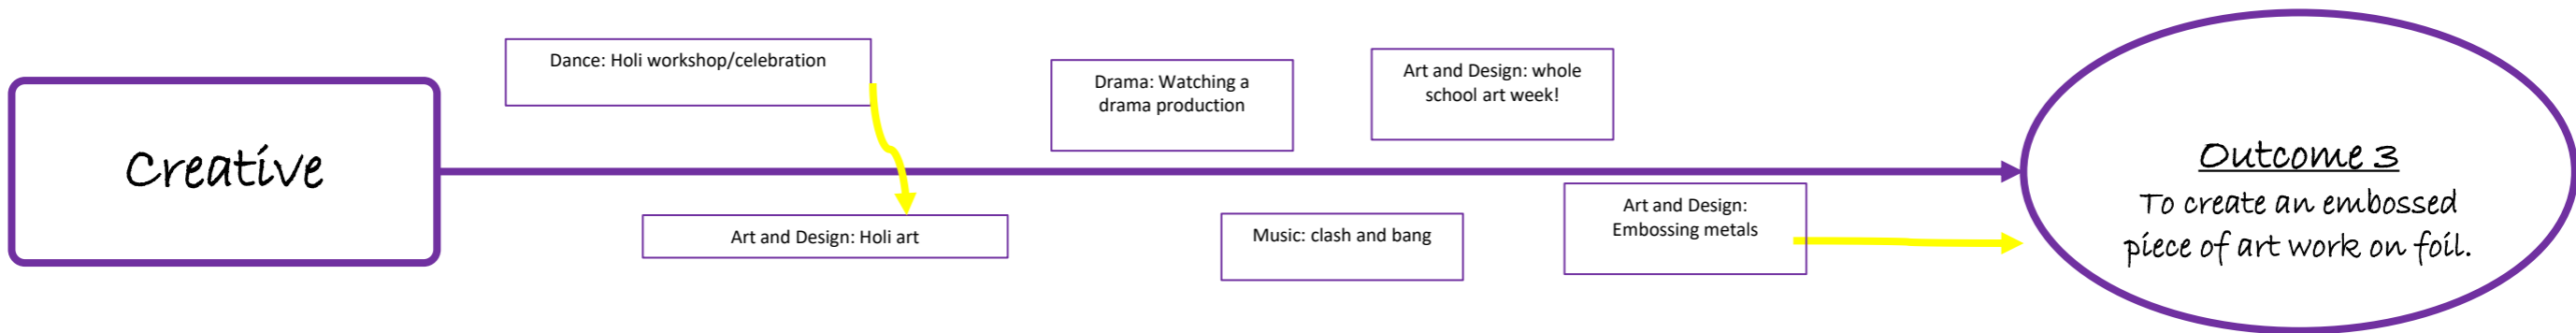 Creative
Dance: Holi workshop/celebration
Art and Design: Holi art
Drama: Watching a
drama production
Music: clash and bang
Art and Design: whole
school art week!
Art and Design:
Embossing metals
Outcome 3
To create an embossed
piece of art work on foil.